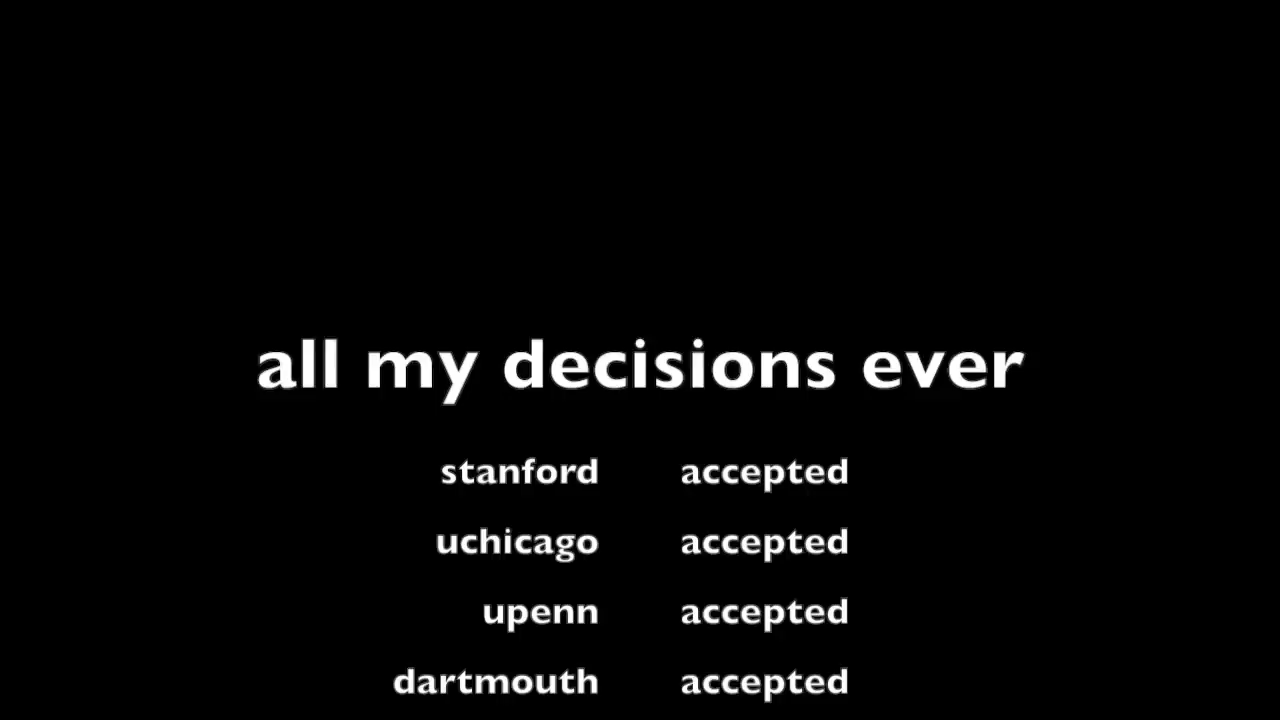 all my decisions ever
stanford accepted
uchicago accepted
upenn accepted
dartmouth accepted